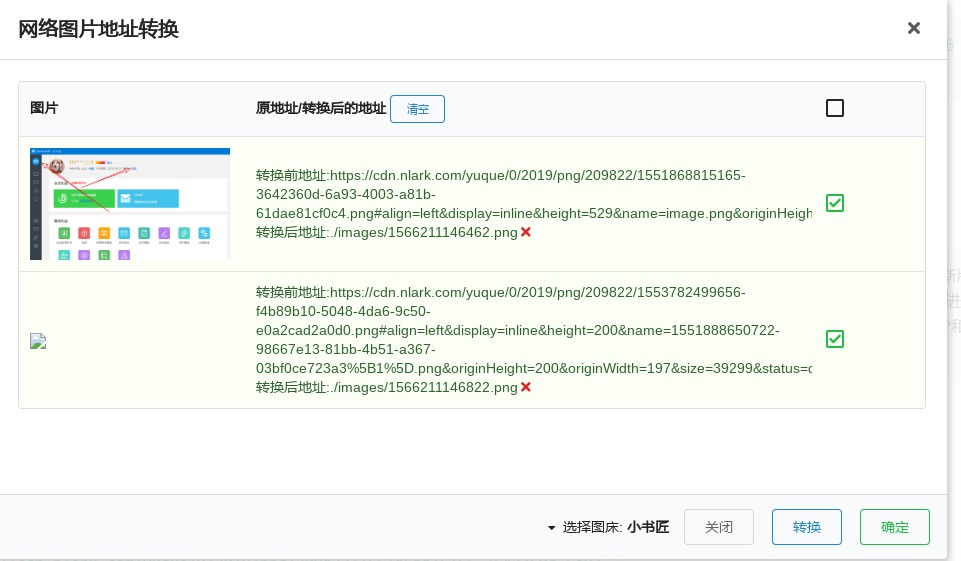 网络图片地址转换
图片
原地址/转换后的地址 清空
转换前地址:https://cdn.nlark.com/yuque/0/2019/png/209822/1551868815165-
3642360d-6a93-4003-a81b-
61dae81cf0c4.png#align=left&display=inline&height=529&name=image.png&originHeigh
转换后地址:./images/1566211146462.png
转换前地址:https://cdn.nlark.com/yuque/0/2019/png/209822/1553782499656-
f4b89b10-5048-4da6-9c50-
e0a2cad2a0d0.png#align=left&display=inline&height=200&name=1551888650722-
98667e13-81bb-4b51-a367-
03bf0ce723a3%5B1%5D.png&originHeight=200&originWidth=197&size=39299&status=d
转换后地址:./images/1566211146822.png
选择图床: 小书匠
关闭
转换
确定